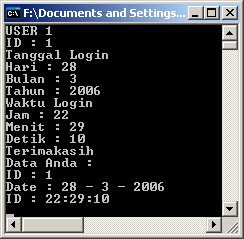 F:\Documents and Settings...
USER 1
ID : 1
Tanggal Login
Hari : 28
Bulan : 3
Tahun : 2006
Waktu Login
Jam : 22
Menit : 29
Detik : 10
Terimakasih
Data Anda :
ID : 1
Date : 28 - 3 - 2006
ID : 22:29:10